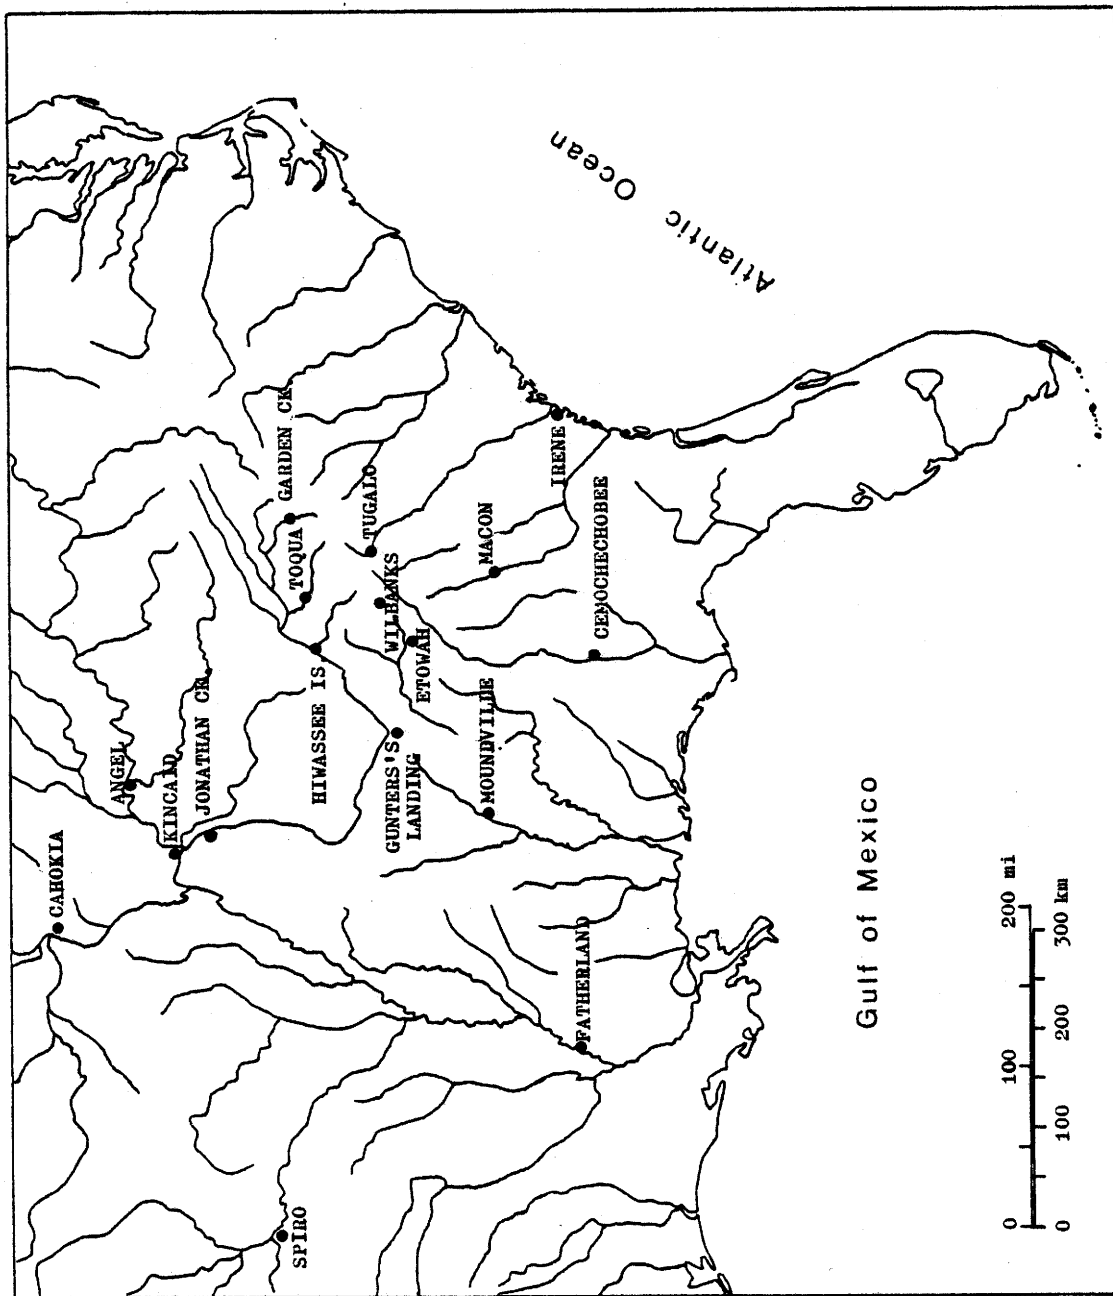 CAHOKIA
ANGEL
KINCAID
JONATHAN CK
SPIRO
HIWASSEE IS
TOQUA
GARDEN CK
TUGALO
WILBANKS
ETOWAH
GUNTERS'S
LANDING
MOUNDVILLE
MACON
IRENE
CEMOCHECHOBEE
FATHERLAND
Atlantic Ocean
Gulf of Mexico
0 100 200 mi
0 100 200 300 km